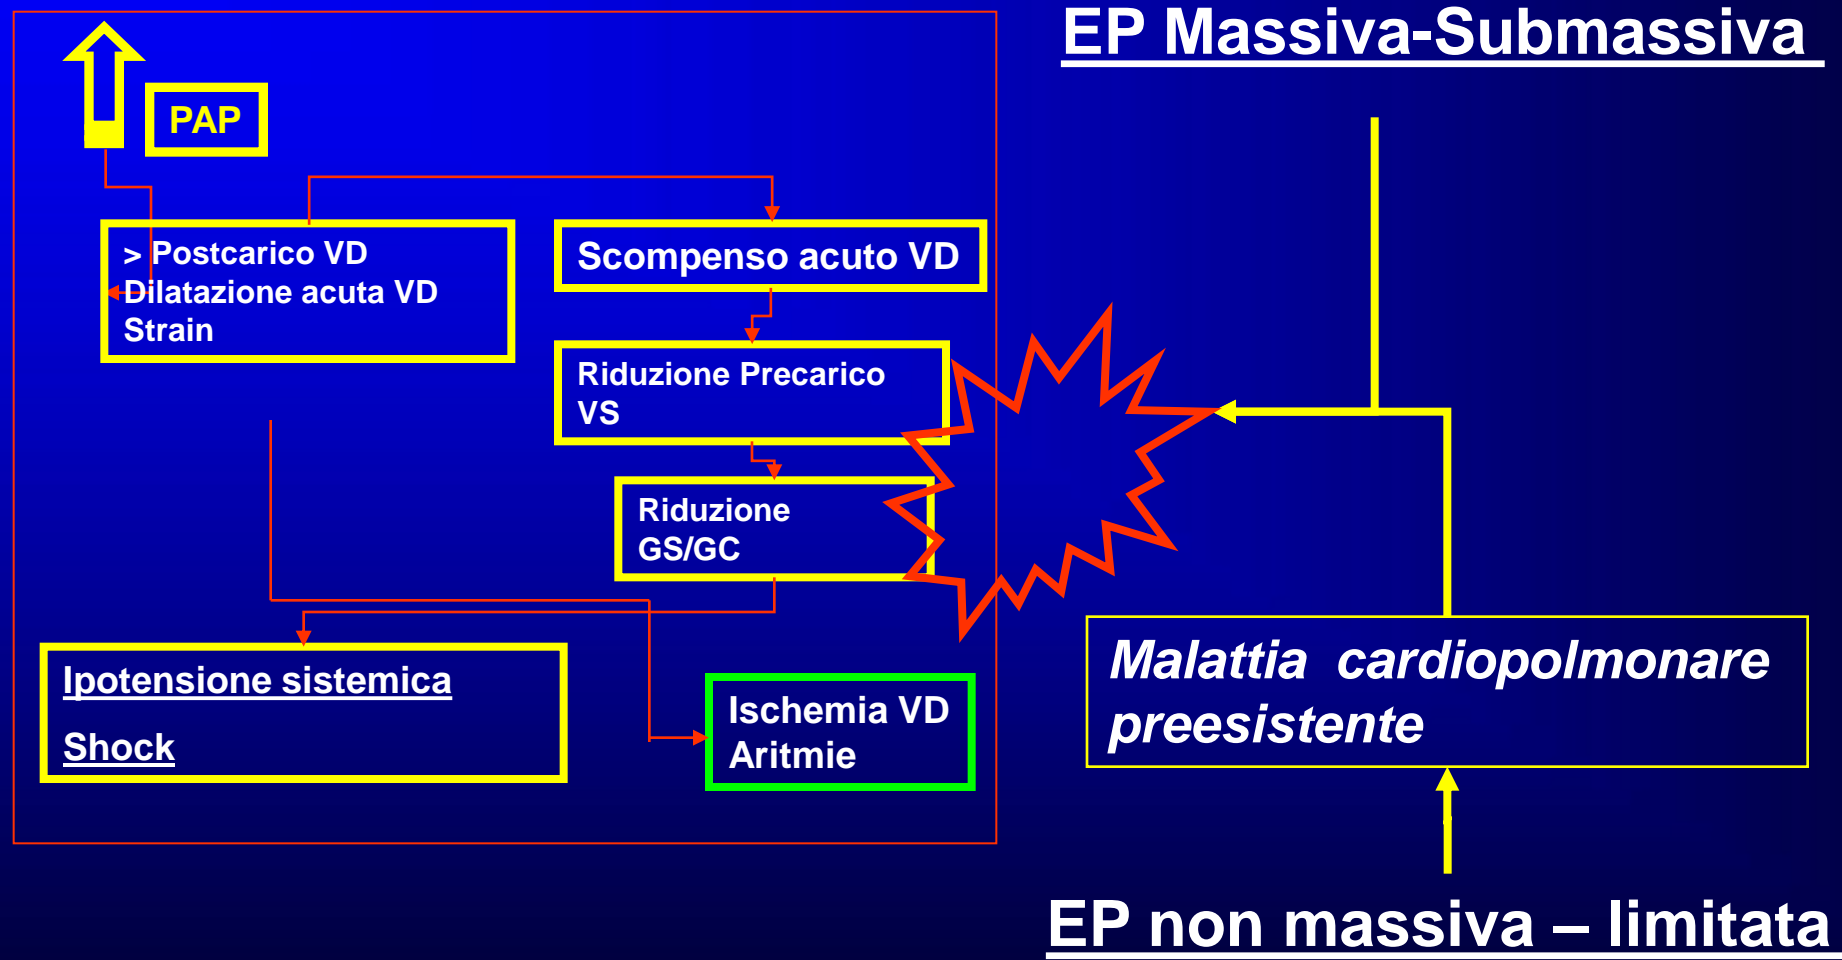 EP Massiva-Submassiva
PAP
> Postcarico VD
Dilatazione acuta VD
Strain
Scompenso acuto VD
Riduzione Precarico
VS
Riduzione
GS/GC
Ipotensione sistemica
Shock
Ischemia VD
Aritmie
Malattia cardiopolmonare
preesistente
EP non massiva – limitata